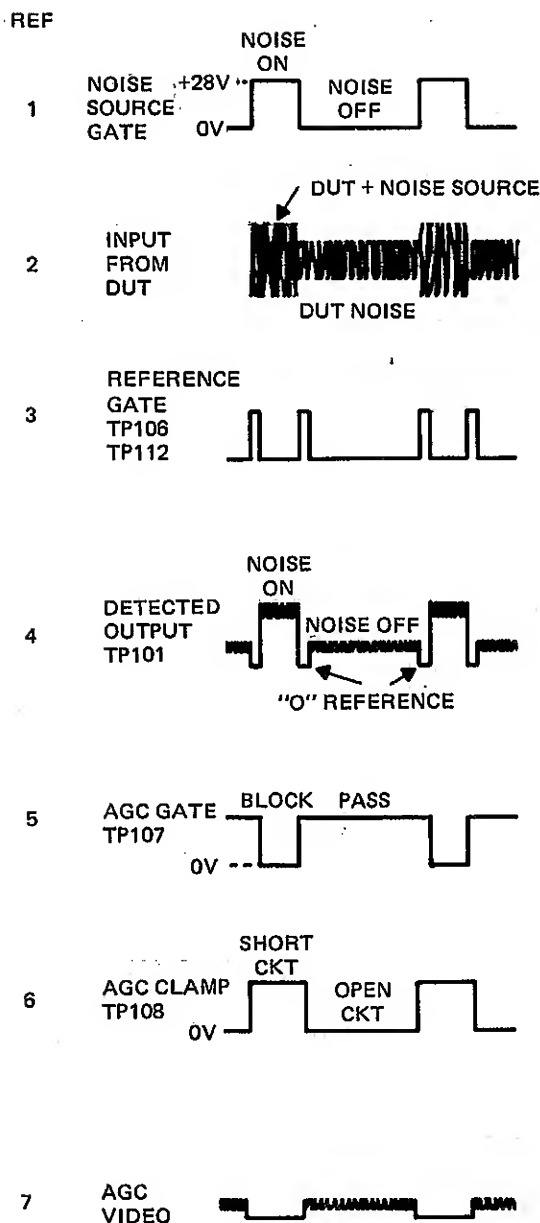 REF
NOISE
ON
1 NOISE +28V NOISE
SOURCE OFF
GATE 0V
DUT + NOISE SOURCE
2 INPUT
FROM
DUT
DUT NOISE
REFERENCE
3 GATE
TP106
TP112
NOISE
ON
4 DETECTED NOISE OFF
OUTPUT
TP101
"O" REFERENCE
5 AGC GATE BLOCK PASS
TP107
0V
SHORT
CKT
6 AGC CLAMP OPEN
TP108 CKT
0V
7 AGC
VIDEO